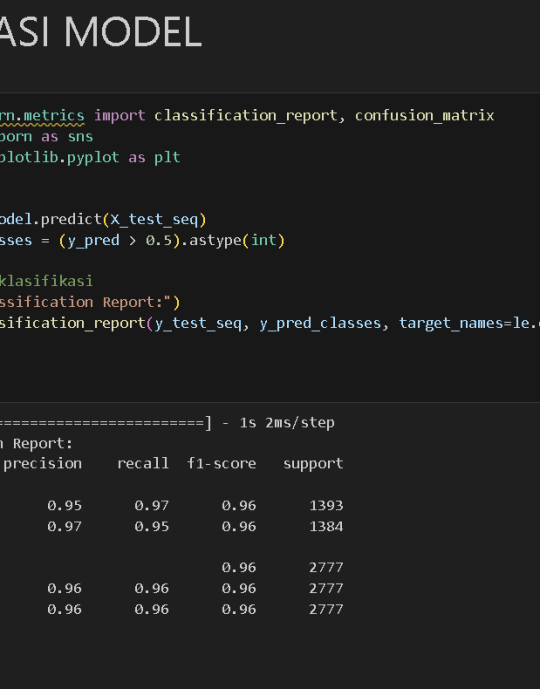 ASI MODEL
rn.metrics import classification_report, confusion_matrix
born as sns
plotlib.pyplot as plt
odel.predict(X_test_seq)
sses = (y_pred > 0.5).astype(int)
klasifikasi
ssification Report:")
sification_report(y_test_seq, y_pred_classes, target_names=le.
========================] - 1s 2ms/step
n Report:
precision recall f1-score support
0.95 0.97 0.96 1393
0.97 0.95 0.96 1384
0.96 2777
0.96 0.96 0.96 2777
0.96 0.96 0.96 2777